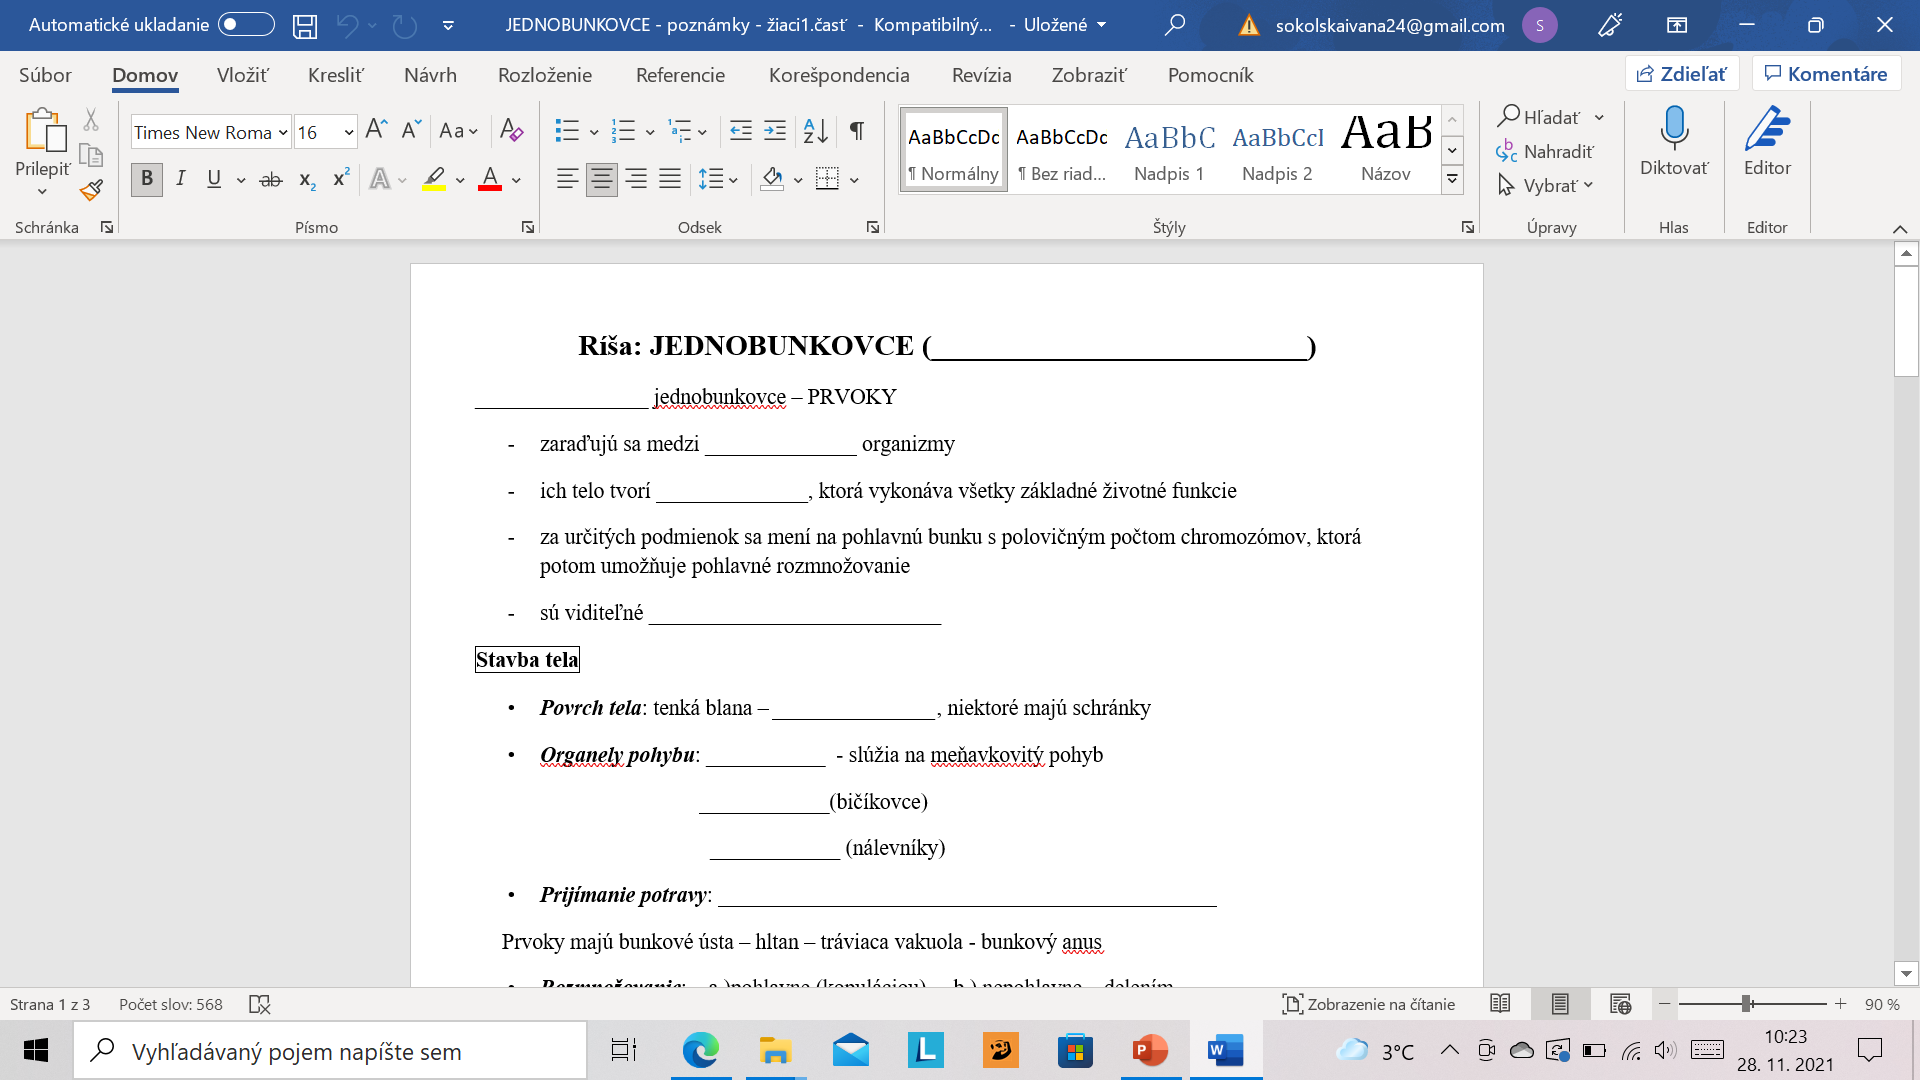 Automatické ukladanie
JEDNOBUNKOVCE - poznámky - žiaci1.časť - Kompatibilný... - Uložené
sokolskaivana24@gmail.com
S
Súbor Domov Vložiť Kresliť Návrh Rozloženie Referencie Korešpondencia Revízia Zobraziť Pomocník
Zdieľať Komentáre
Prilepiť
Schránka
Times New Roma 16
Písmo
Odsek
AaBbCcDc AaBbCcDc AaBbC AaBbCcI AaB
¶ Normálny ¶ Bez riad... Nadpis 1 Nadpis 2 Názov
Štýly
Hľadať
Nahradiť
Vybrať
Úpravy
Diktovať
Hlas
Editor
Editor
Ríša: JEDNOBUNKOVCE (__________________________)
________________ jednobunkovce – PRVOKY
- zaraďujú sa medzi ______________ organizmy
- ich telo tvorí ______________, ktorá vykonáva všetky základné životné funkcie
- za určitých podmienok sa mení na pohlavnú bunku s polovičným počtom chromozómov, ktorá
potom umožňuje pohlavné rozmnožovanie
- sú viditeľné ___________________________
Stavba tela
• Povrch tela: tenká blana – _______________, niektoré majú schránky
• Organely pohybu: ___________ - slúžia na meňavkovitý pohyb
____________(bičíkovce)
____________ (nálevníky)
• Prijímanie potravy: ______________________________________________
Prvoky majú bunkové ústa – hltan – tráviaca vakuola - bunkový anus
• Rozmnožovanie: a.)pohlavne (kopuláciou) b.) nepohlavne – delením
Strana 1 z 3 Počet slov: 568
Zobrazenie na čítanie
90 %
Vyhľadávaný pojem napíšte sem
3°C
10:23
28. 11. 2021